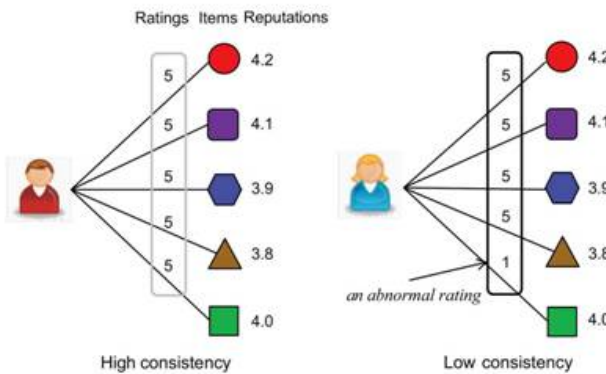 Ratings Items Reputations
5 4.2
5 4.1
5 3.9
5 3.8
5 4.0
High consistency
5 4.2
5 4.1
5 3.9
5 3.8
1 4.0
an abnormal rating
Low consistency